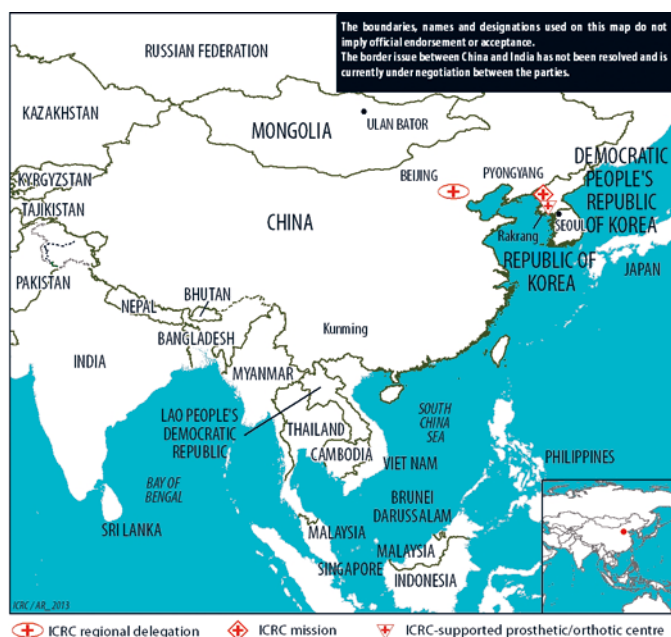 The boundaries, names and designations used on this map do not
imply official endorsement or acceptance.
The border issue between China and India has not been resolved and is
currently under negotiation between the parties.
RUSSIAN FEDERATION
KAZAKHSTAN
MONGOLIA
ULAN BATOR
KYRGYZSTAN
TAJIKISTAN
BEIJING
PYONGYANG
DEMOCRATIC
PEOPLE'S
REPUBLIC
OF KOREA
CHINA
SEOUL
Rakrang
REPUBLIC OF
KOREA
JAPAN
PAKISTAN
NEPAL
BHUTAN
BANGLADESH
Kunming
INDIA
MYANMAR
LAO PEOPLE'S
DEMOCRATIC
REPUBLIC
THAILAND
CAMBODIA
VIET NAM
SOUTH
CHINA
SEA
PHILIPPINES
BAY OF
BENGAL
SRI LANKA
BRUNEI
DARUSSALAM
MALAYSIA
MALAYSIA
SINGAPORE
INDONESIA
ICRC / AR_2013
ICRC regional delegation
ICRC mission
ICRC-supported prosthetic/orthotic centre